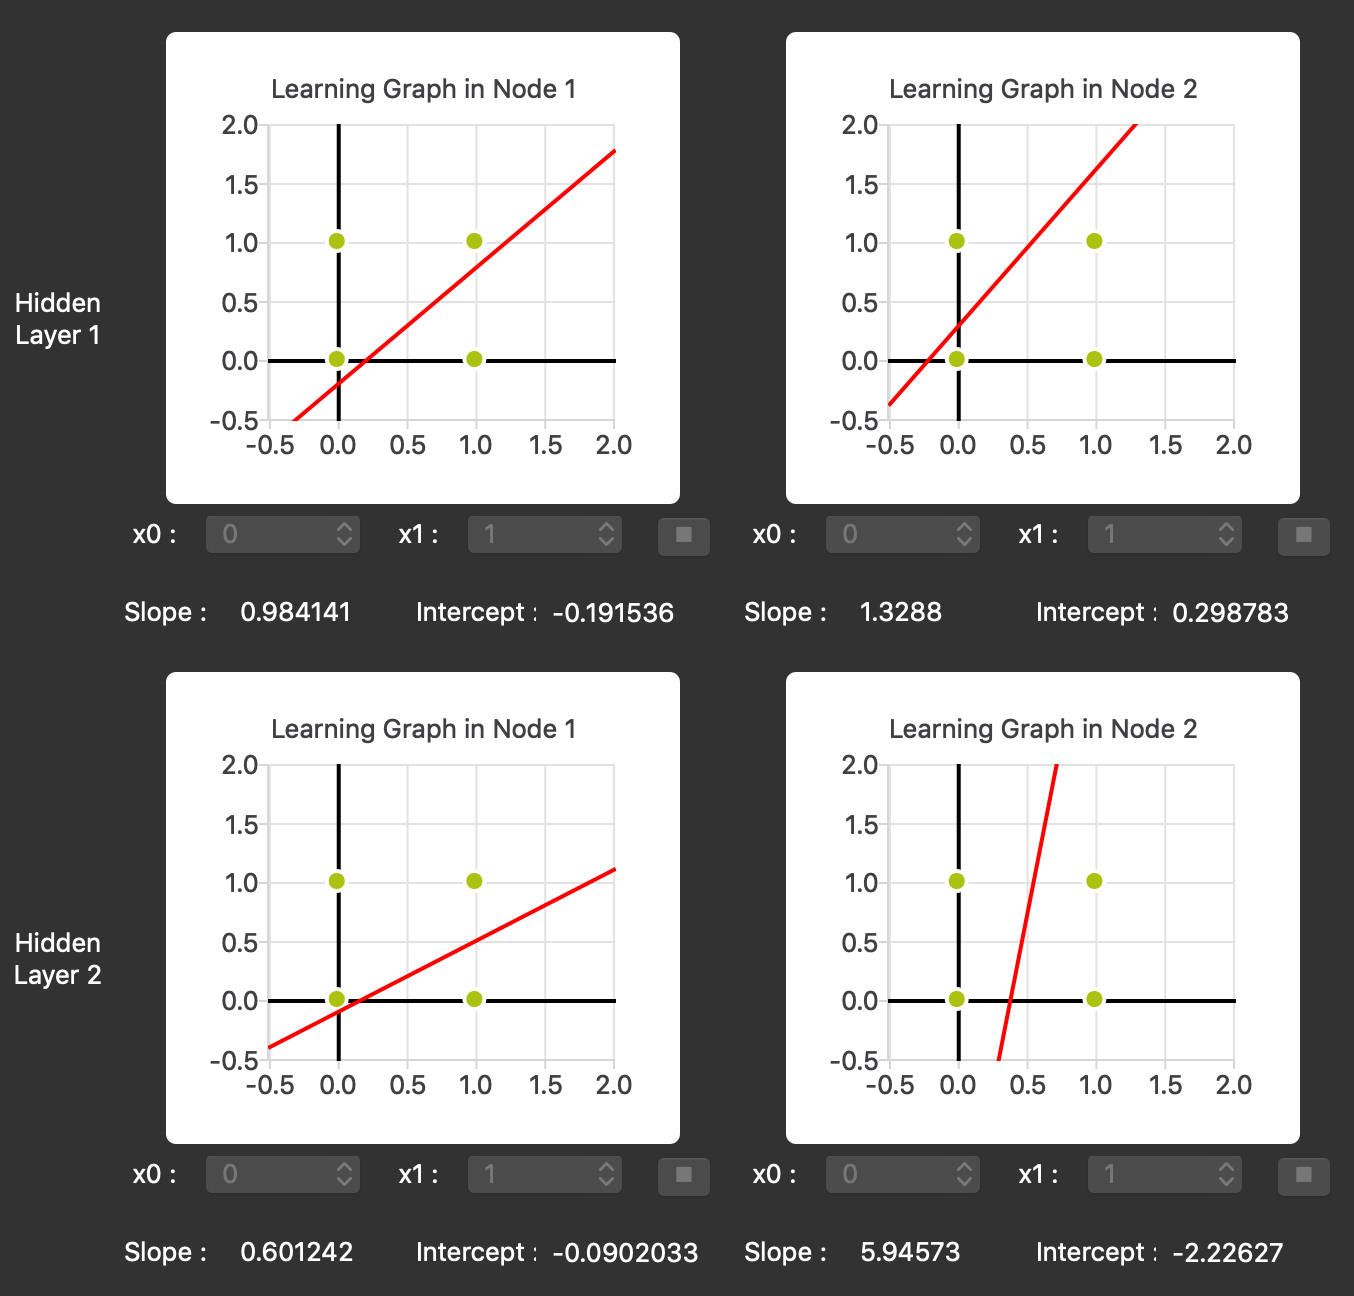 Learning Graph in Node 1
2.0
1.5
1.0
0.5
0.0
-0.5
-0.5 0.0 0.5 1.0 1.5 2.0
Learning Graph in Node 2
2.0
1.5
1.0
0.5
0.0
-0.5
-0.5 0.0 0.5 1.0 1.5 2.0
Hidden
Layer 1
x0 : 0 x1 : 1
x0 : 0 x1 : 1
Slope : 0.984141 Intercept : -0.191536
Slope : 1.3288 Intercept : 0.298783
Learning Graph in Node 1
2.0
1.5
1.0
0.5
0.0
-0.5
-0.5 0.0 0.5 1.0 1.5 2.0
Learning Graph in Node 2
2.0
1.5
1.0
0.5
0.0
-0.5
-0.5 0.0 0.5 1.0 1.5 2.0
Hidden
Layer 2
x0 : 0 x1 : 1
x0 : 0 x1 : 1
Slope : 0.601242 Intercept : -0.0902033
Slope : 5.94573 Intercept : -2.22627